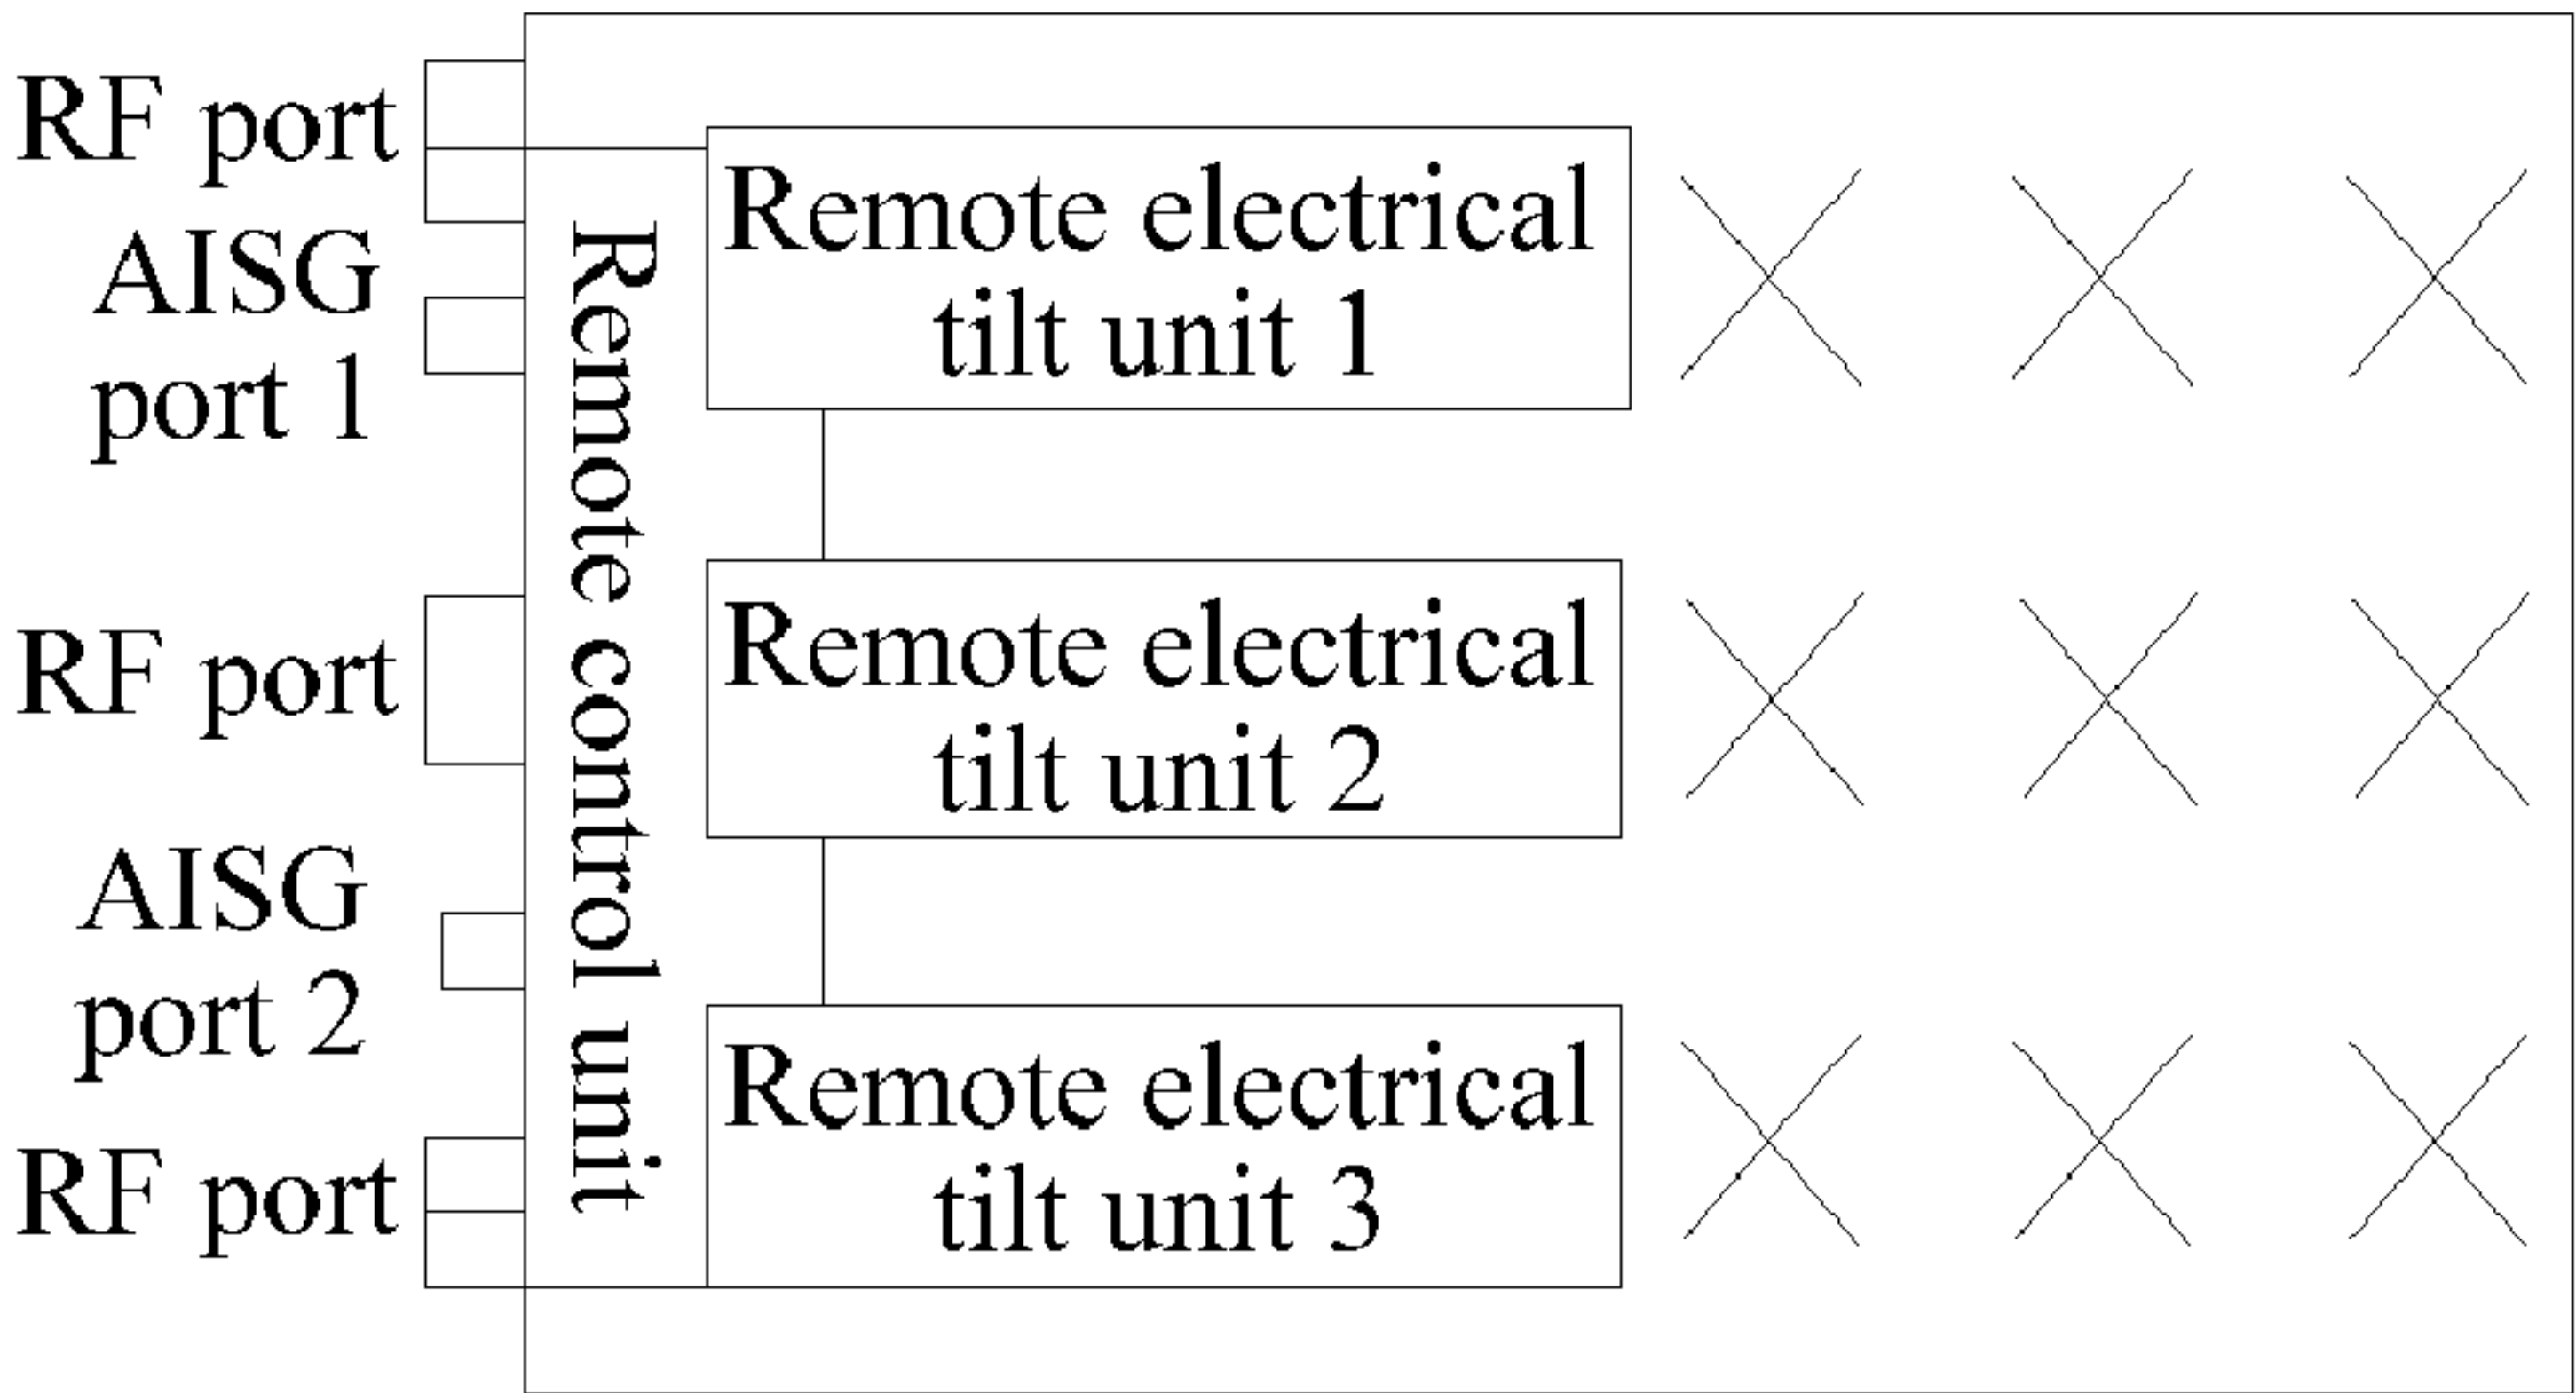 RF port
AISG
port 1
RF port
AISG
port 2
RF port
Remote control unit
Remote electrical
tilt unit 1
Remote electrical
tilt unit 2
Remote electrical
tilt unit 3